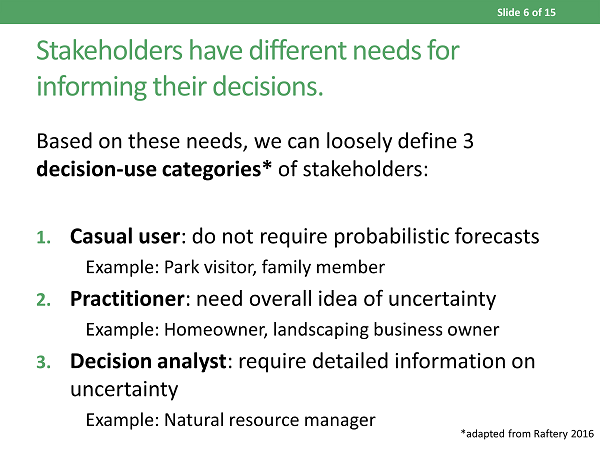 Slide 6 of 15
Stakeholders have different needs for
informing their decisions.
Based on these needs, we can loosely define 3
decision-use categories* of stakeholders:
1. Casual user: do not require probabilistic forecasts
Example: Park visitor, family member
2. Practitioner: need overall idea of uncertainty
Example: Homeowner, landscaping business owner
3. Decision analyst: require detailed information on
uncertainty
Example: Natural resource manager
*adapted from Raftery 2016